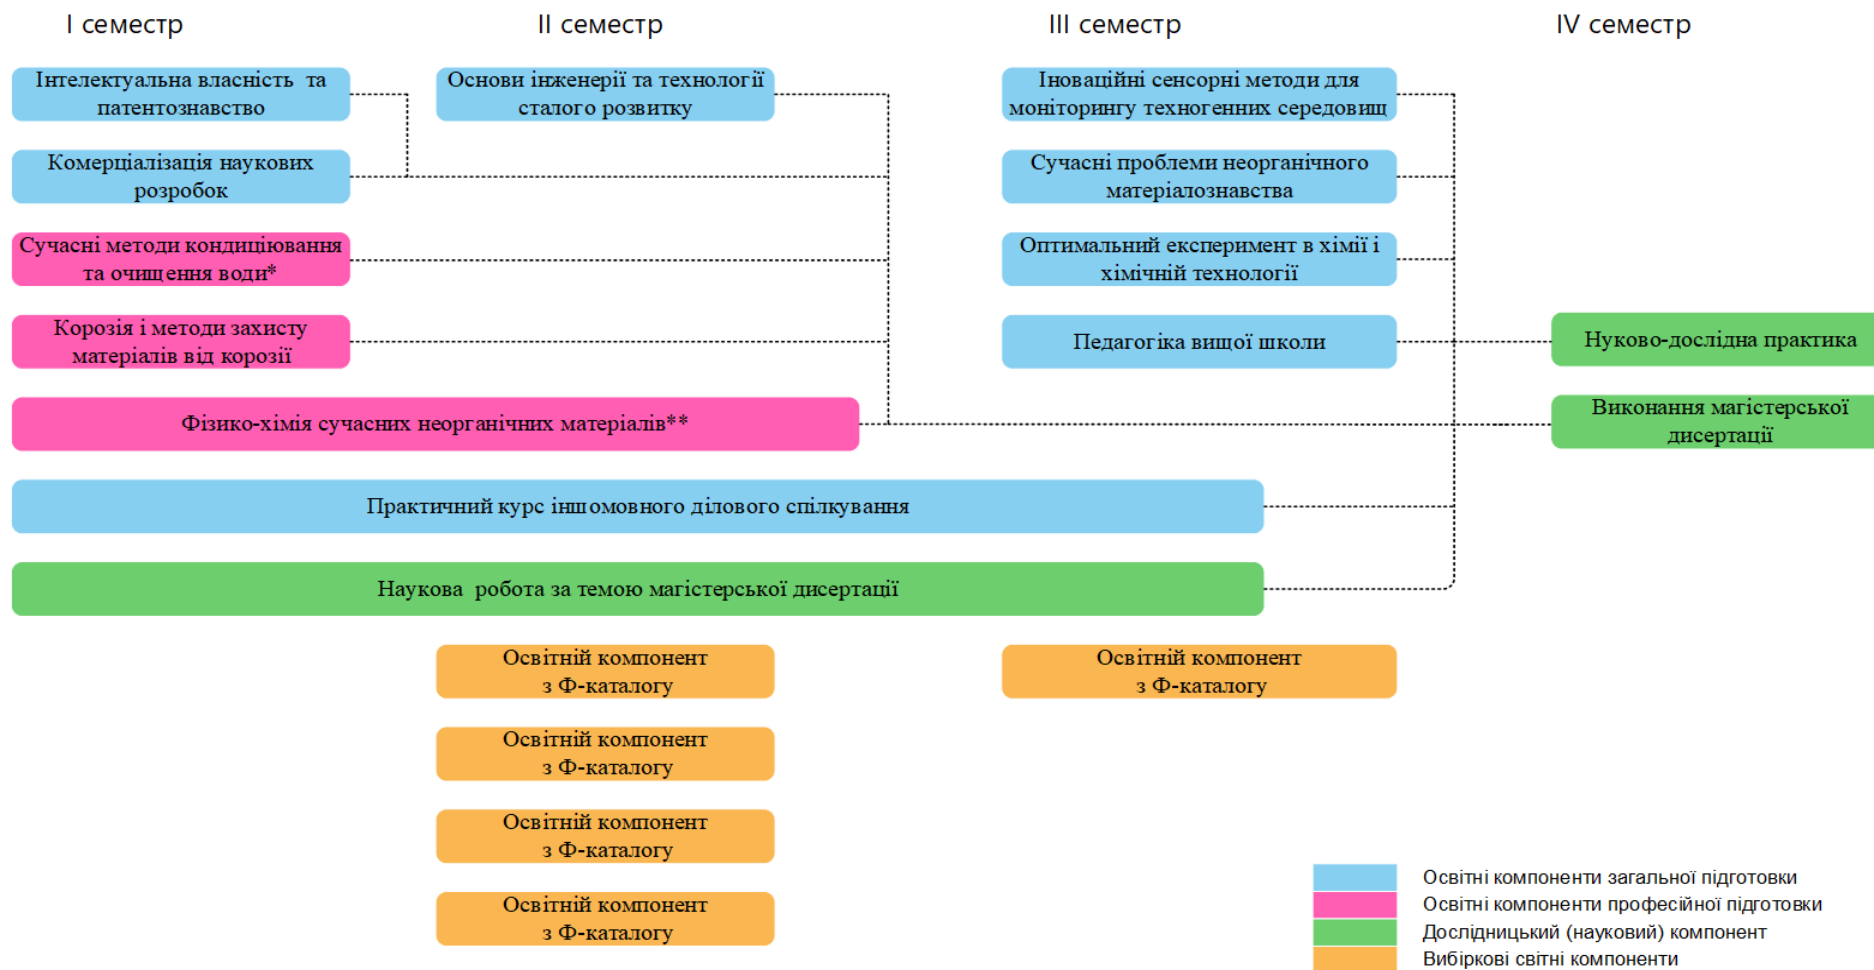 I семестр
II семестр
III семестр
IV семестр
Інтелектуальна власність та
патентознавство
Основи інженерії та технології
сталого розвитку
Іноваційні сенсорні методи для
моніторингу техногенних середовищ
Комерціалізація наукових
розробок
Сучасні проблеми неорганічного
матеріалознавства
Сучасні методи кондиціювання
та очищення води*
Оптимальний експеримент в хімії і
хімічній технології
Корозія і методи захисту
матеріалів від корозії
Педагогіка вищої школи
Нуково-дослідна практика
Фізико-хімія сучасних неорганічних матеріалів**
Виконання магістерської
дисертації
Практичний курс іншомовного ділового спілкування
Наукова робота за темою магістерської дисертації
Освітній компонент
з Ф-каталогу
Освітній компонент
з Ф-каталогу
Освітній компонент
з Ф-каталогу
Освітній компонент
з Ф-каталогу
Освітній компонент
з Ф-каталогу
Освітні компоненти загальної підготовки
Освітні компоненти професійної підготовки
Дослідницький (науковий) компонент
Вибіркові світні компоненти